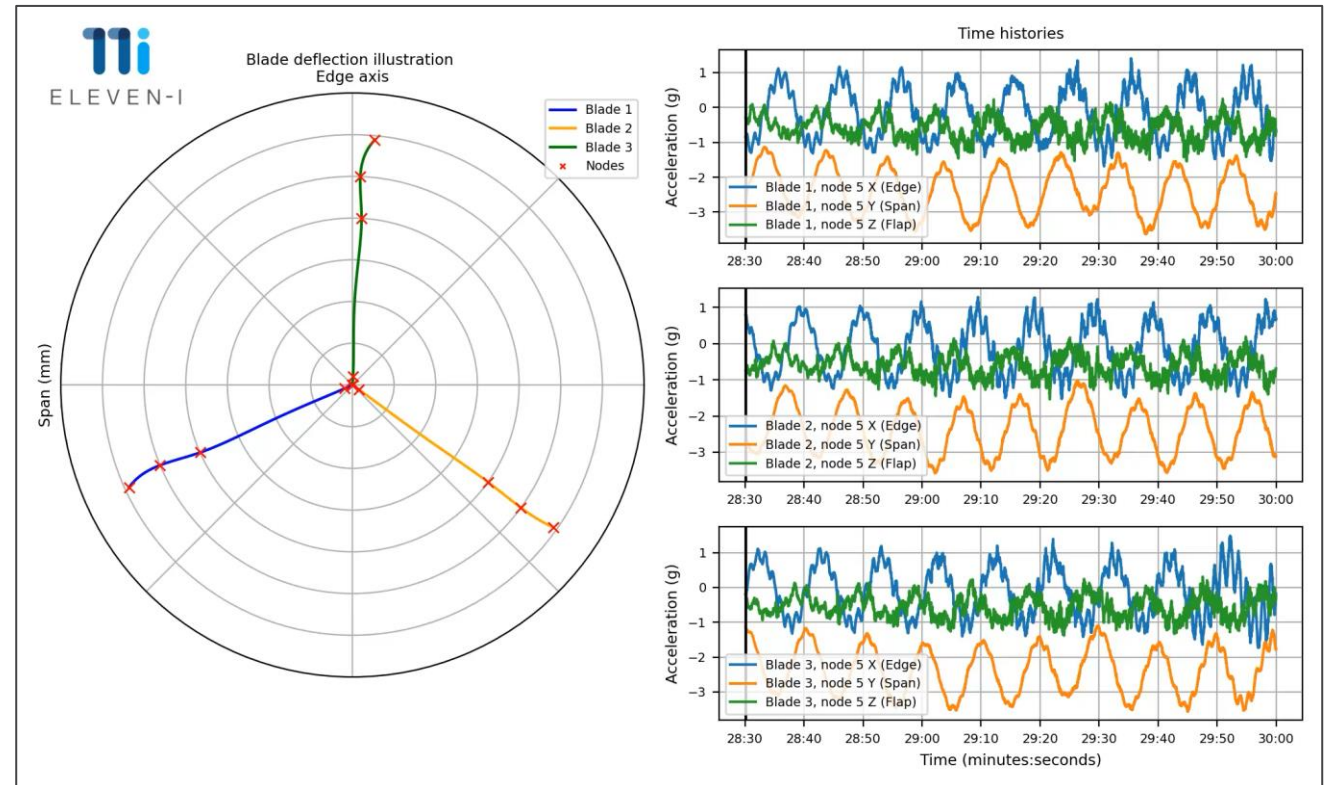 ELEVEN-I
Blade deflection illustration
Edge axis
Blade 1
Blade 2
Blade 3
Nodes
Span (mm)
Time histories
Acceleration (g)
1
0
−1
−2
−3
Blade 1, node 5 X (Edge)
Blade 1, node 5 Y (Span)
Blade 1, node 5 Z (Flap)
28:30 28:40 28:50 29:00 29:10 29:20 29:30 29:40 29:50 30:00
Acceleration (g)
1
0
−1
−2
−3
Blade 2, node 5 X (Edge)
Blade 2, node 5 Y (Span)
Blade 2, node 5 Z (Flap)
28:30 28:40 28:50 29:00 29:10 29:20 29:30 29:40 29:50 30:00
Acceleration (g)
1
0
−1
−2
−3
Blade 3, node 5 X (Edge)
Blade 3, node 5 Y (Span)
Blade 3, node 5 Z (Flap)
28:30 28:40 28:50 29:00 29:10 29:20 29:30 29:40 29:50 30:00
Time (minutes:seconds)